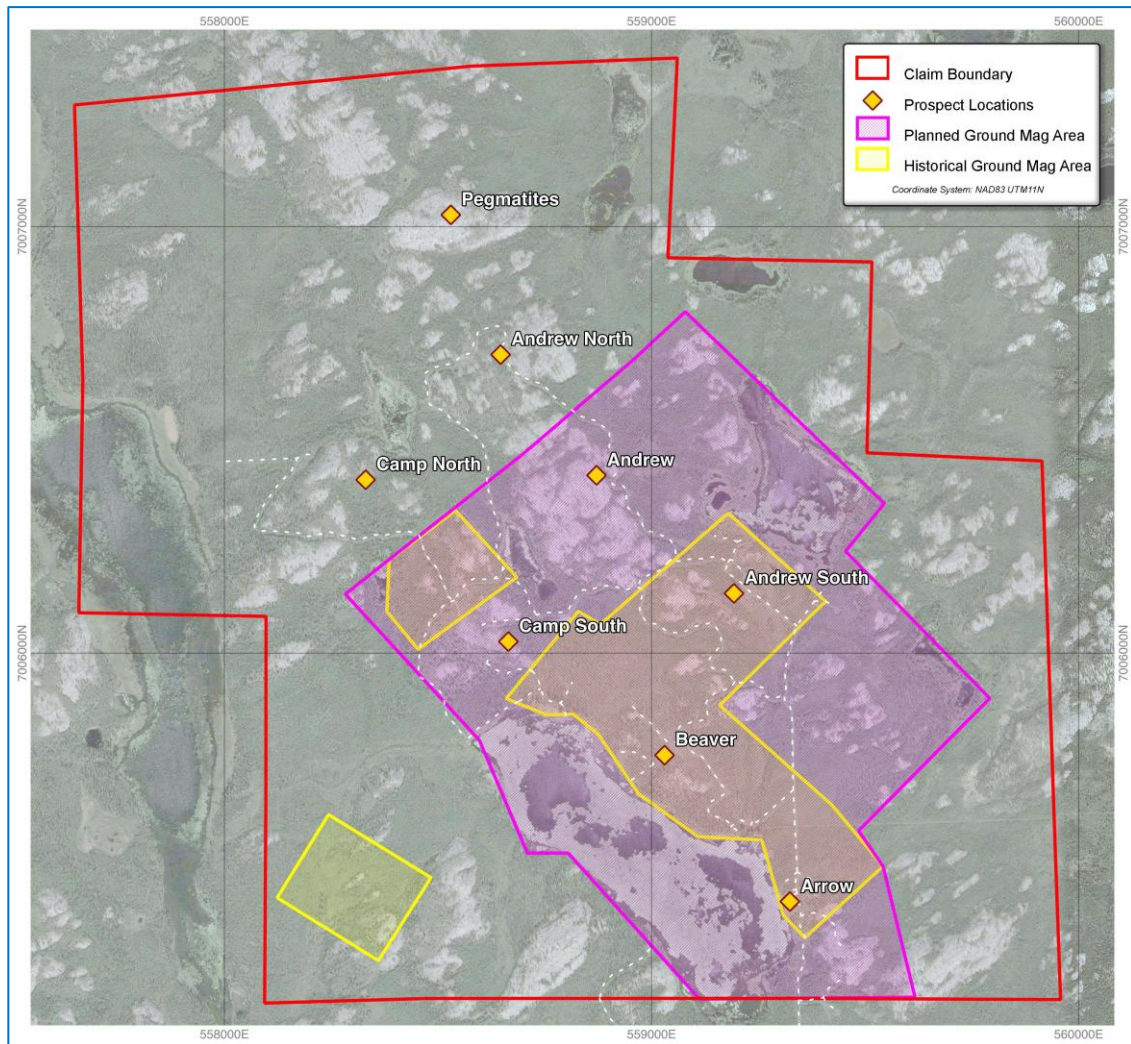 558000E
559000E
560000E
Claim Boundary
Prospect Locations
Planned Ground Mag Area
Historical Ground Mag Area
Coordinate System: NAD83 UTM11N
Pegmatites
7007000N
7007000N
Andrew North
Camp North
Andrew
Andrew South
Camp South
7006000N
7006000N
Beaver
Arrow
558000E
559000E
560000E